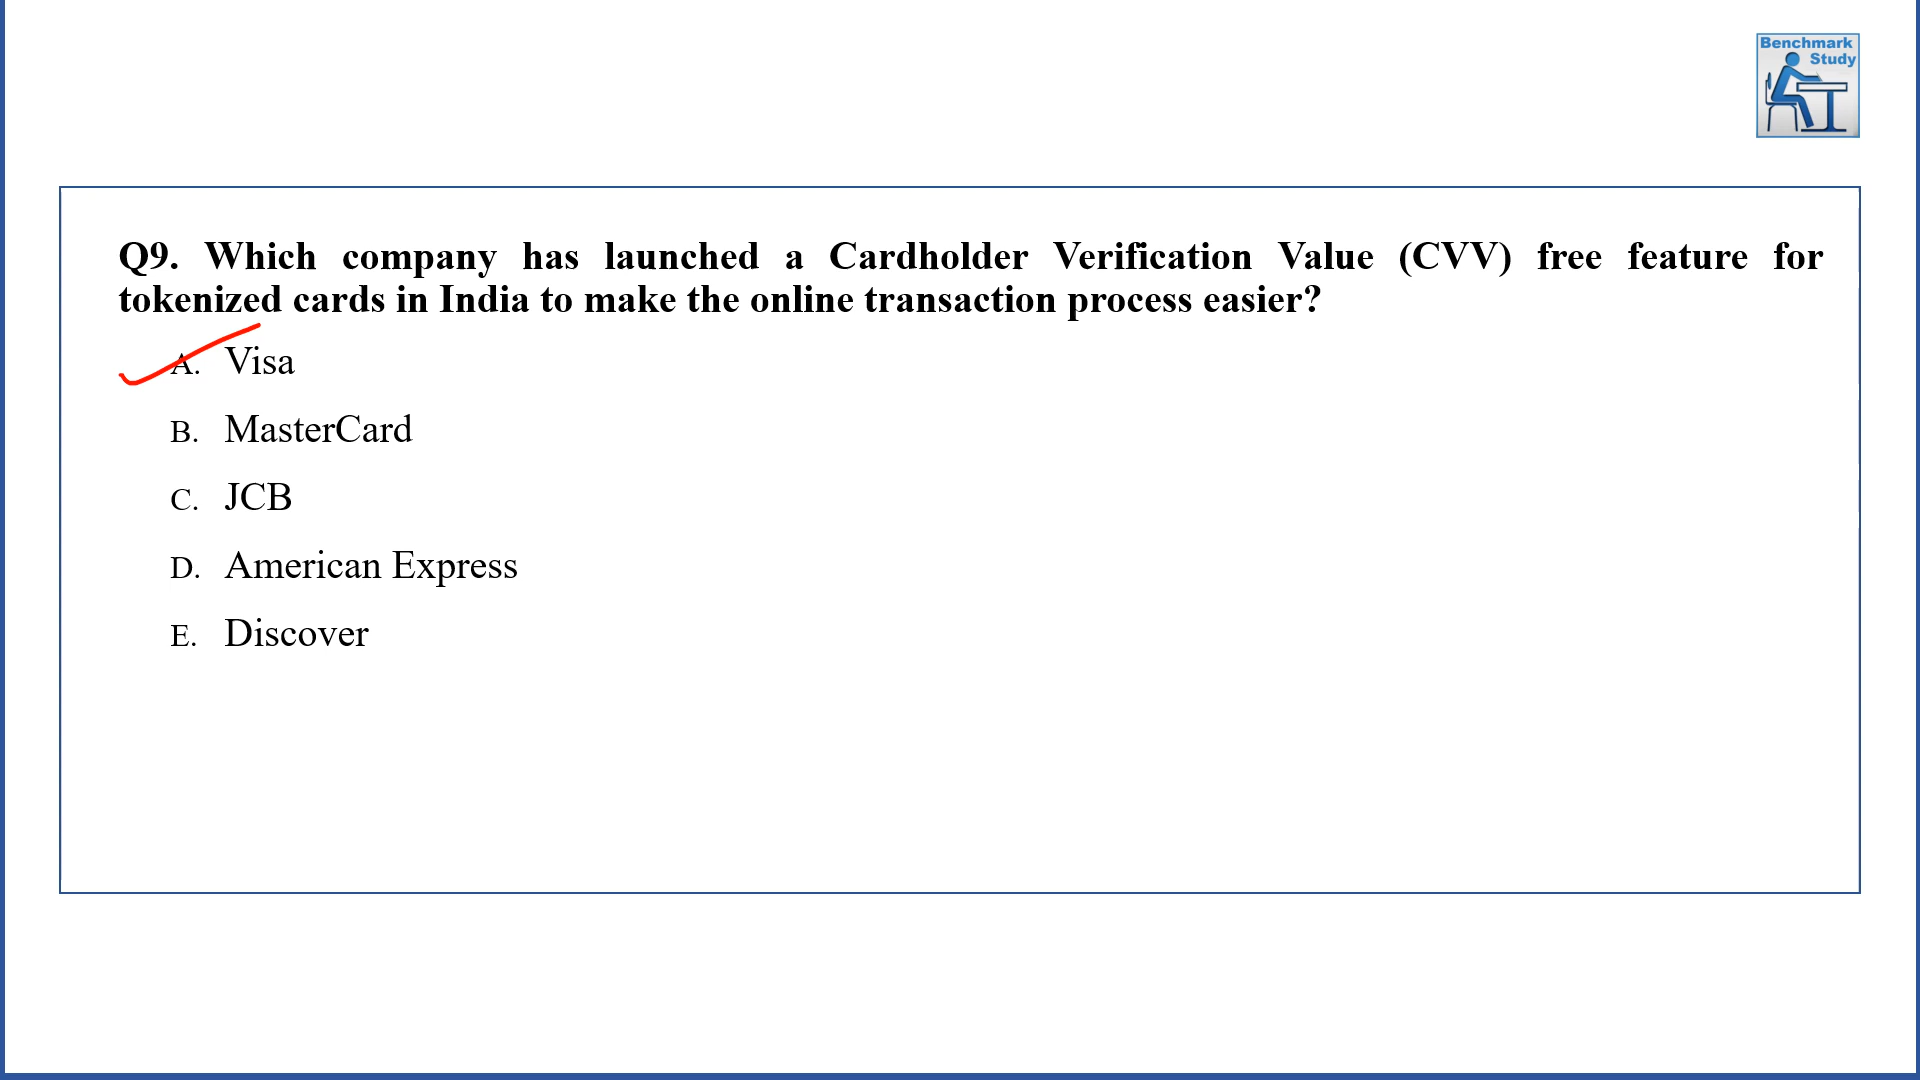 Benchmark
Study
Q9. Which company has launched a Cardholder Verification Value (CVV) free feature for
tokenized cards in India to make the online transaction process easier?
A. Visa
B. MasterCard
C. JCB
D. American Express
E. Discover